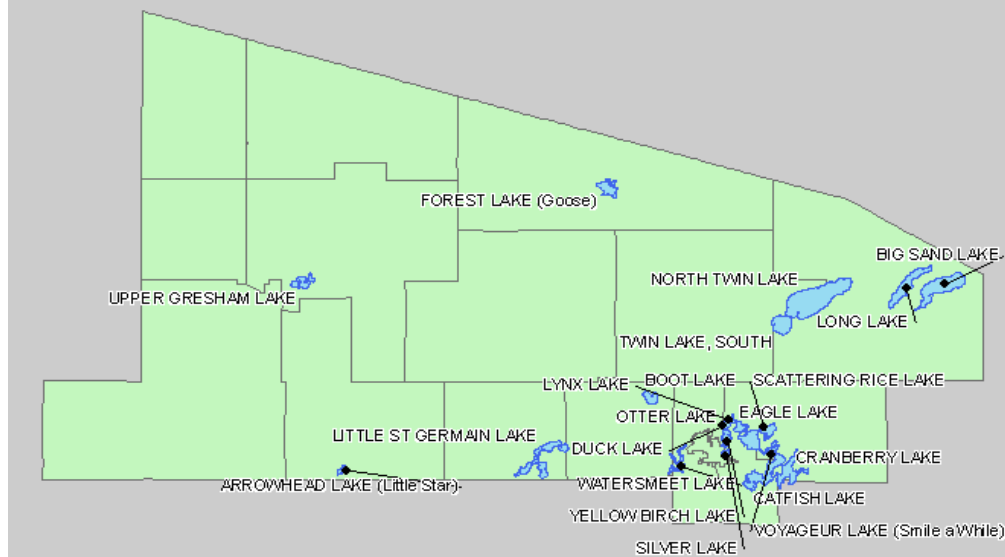 FOREST LAKE (Goose)
BIG SAND LAKE
NORTH TWIN LAKE
UPPER GRESHAM LAKE
LONG LAKE
TWIN LAKE, SOUTH
LYNX LAKE
BOOT LAKE
SCATTERING RICE LAKE
OTTER LAKE
EAGLE LAKE
LITTLE ST GERMAIN LAKE
DUCK LAKE
CRANBERRY LAKE
ARROWHEAD LAKE (Little Star)
WATERSMEET LAKE
CATFISH LAKE
YELLOW BIRCH LAKE
VOYAGEUR LAKE (Smile a While)
SILVER LAKE